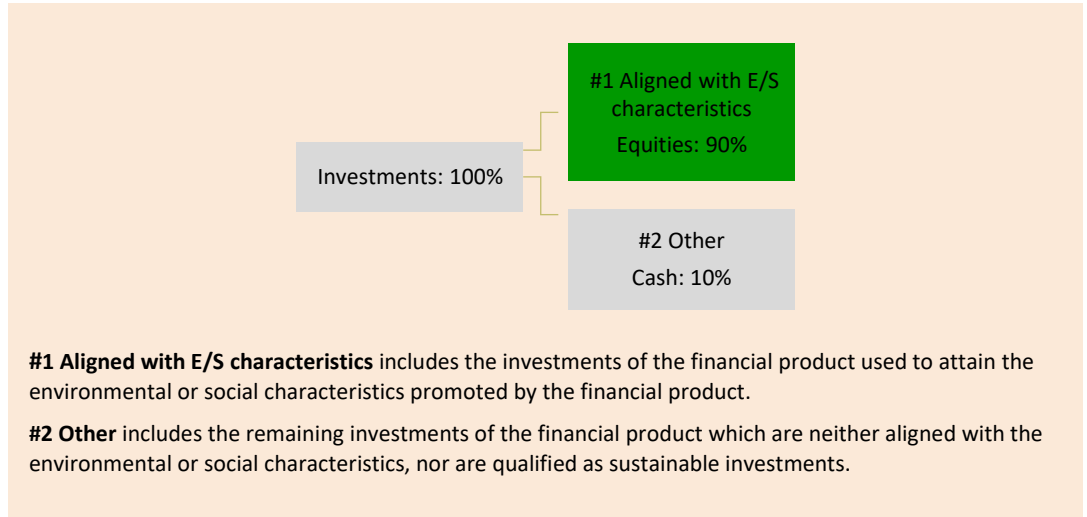 #1 Aligned with E/S
characteristics
Equities: 90%
Investments: 100%
#2 Other
Cash: 10%
#1 Aligned with E/S characteristics includes the investments of the financial product used to attain the
environmental or social characteristics promoted by the financial product.
#2 Other includes the remaining investments of the financial product which are neither aligned with the
environmental or social characteristics, nor are qualified as sustainable investments.